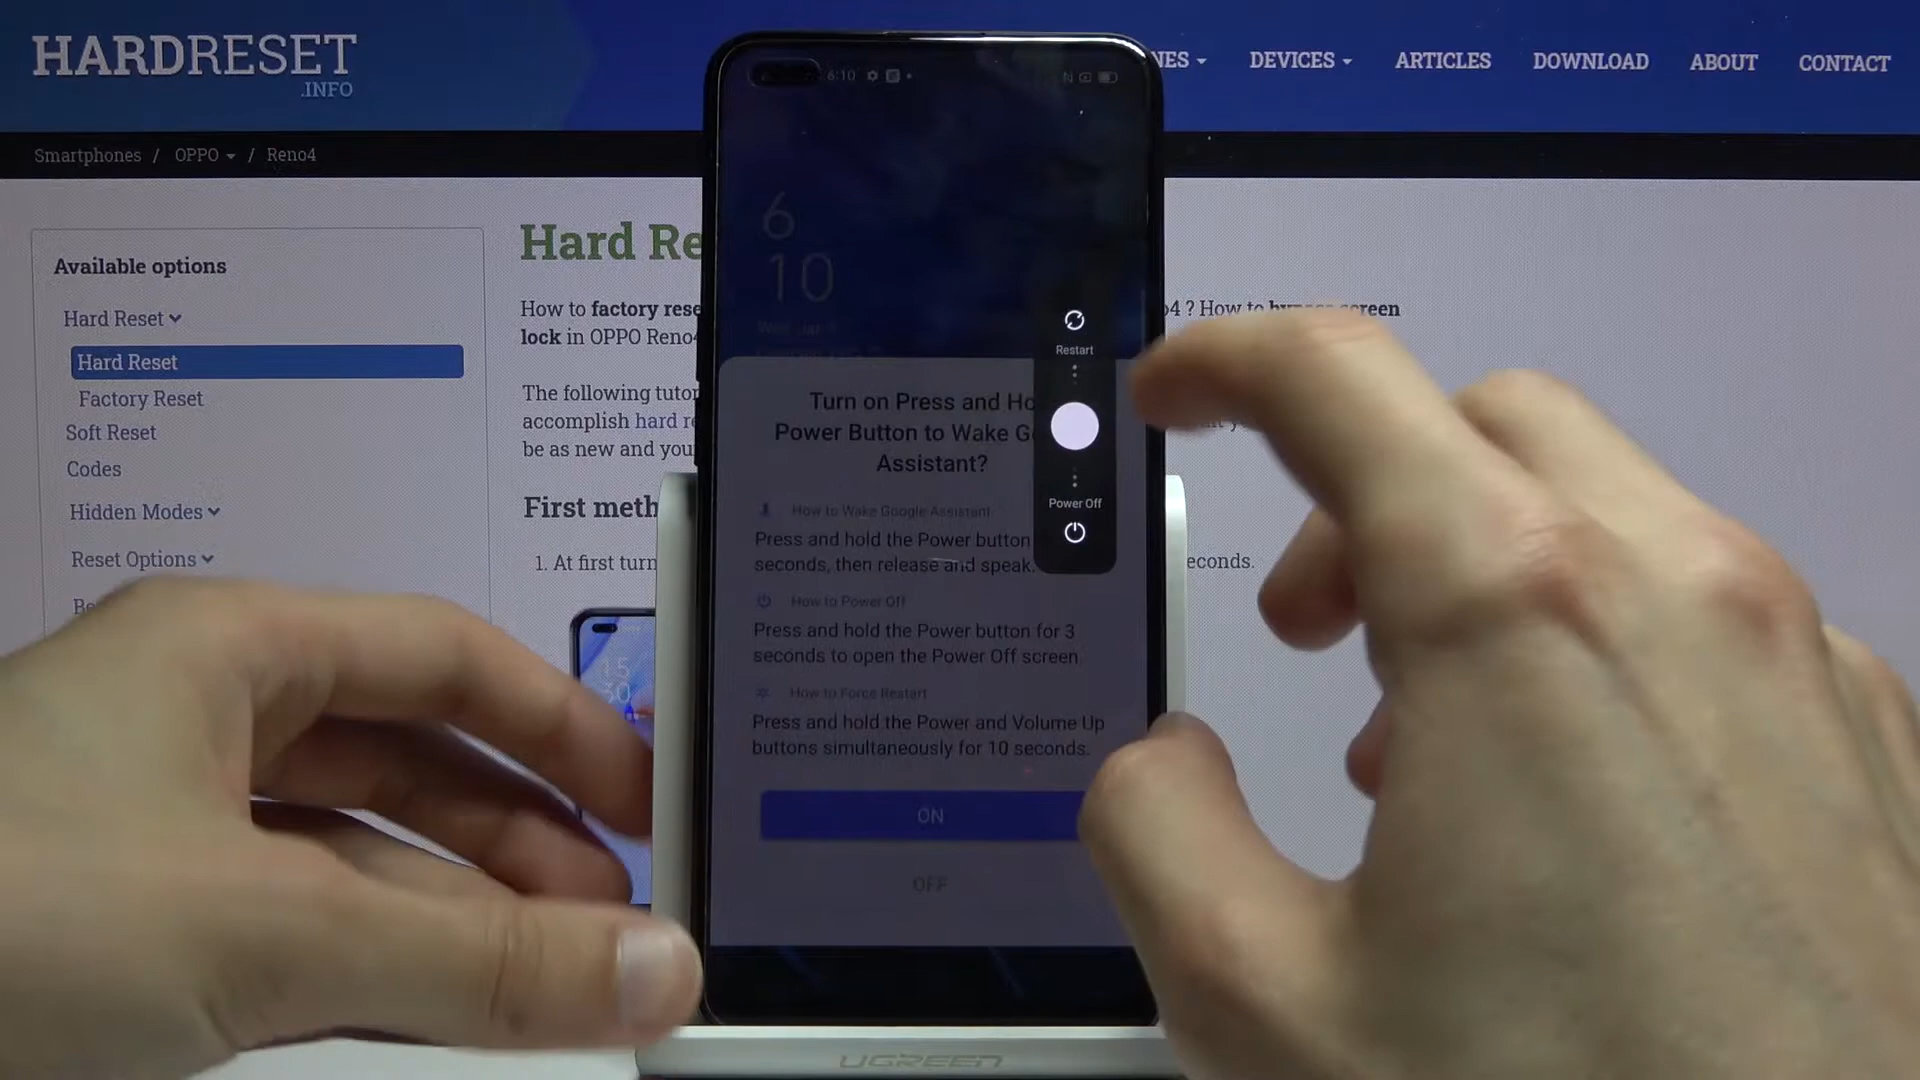 HARDRESET
.INFO
DEVICES
ARTICLES
DOWNLOAD
ABOUT
CONTACT
Smartphones / OPPO / Reno4
Available options
Hard Reset
Hard Reset
Factory Reset
Soft Reset
Codes
Hidden Modes
Reset Options
Hard Re
How to factory rese
lock in OPPO Reno4
The following tutor
accomplish hard re
be as new and you
First meth
1. At first turn
econds.
6:10
6
10
Restart
Power Off
Turn on Press and Ho
Power Button to Wake G
Assistant?
How to Wake Google Assistant
Press and hold the Power button
seconds, then release and speak.
How to Power Off
Press and hold the Power button for 3
seconds to open the Power Off screen.
How to Force Restart
Press and hold the Power and Volume Up
buttons simultaneously for 10 seconds.
ON
OFF
UGREEN